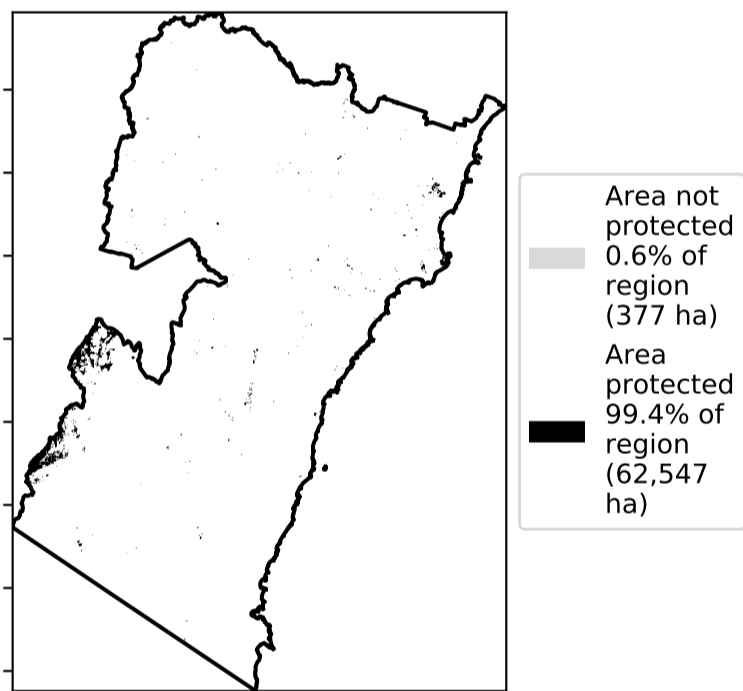 Area not
protected
0.6% of
region
(377 ha)
Area
protected
99.4% of
region
(62,547
ha)